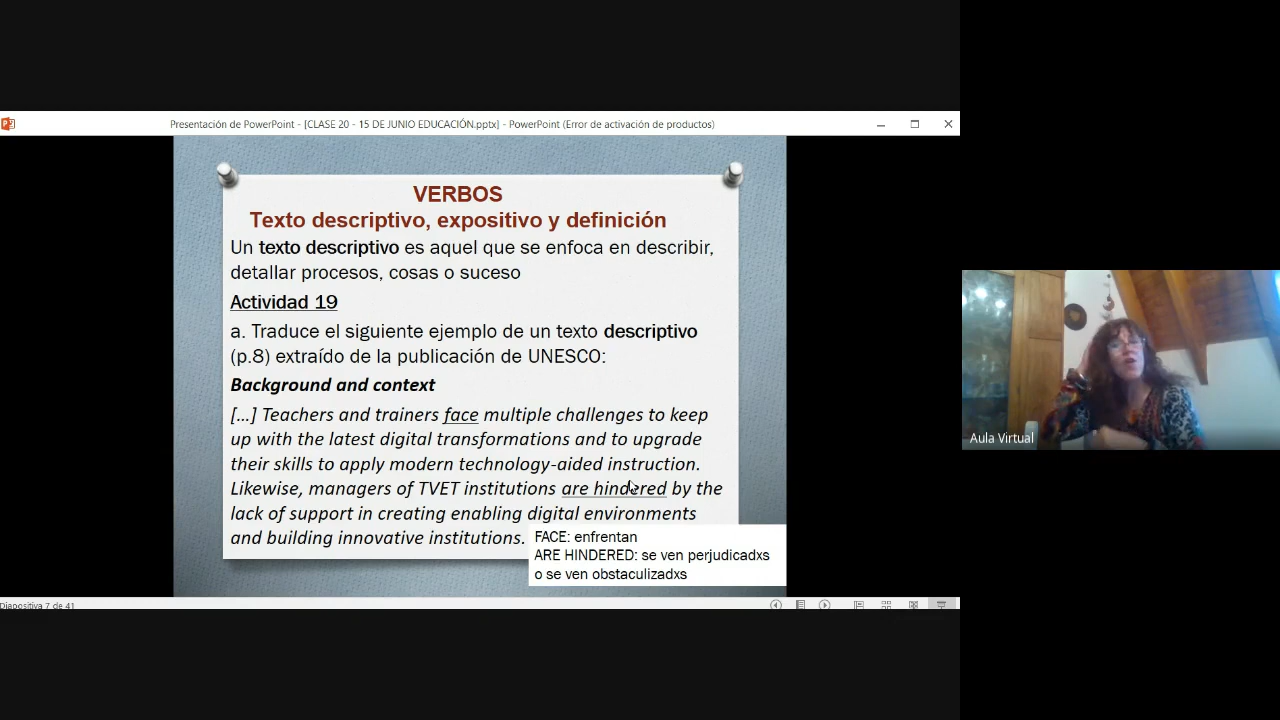 Presentación de PowerPoint - [CLASE 20 - 15 DE JUNIO EDUCACIÓN.pptx] - PowerPoint (Error de activación de productos)
VERBOS
Texto descriptivo, expositivo y definición
Un texto descriptivo es aquel que se enfoca en describir,
detallar procesos, cosas o suceso
Actividad 19
a. Traduce el siguiente ejemplo de un texto descriptivo
(p.8) extraído de la publicación de UNESCO:
Background and context
[...] Teachers and trainers face multiple challenges to keep
up with the latest digital transformations and to upgrade
their skills to apply modern technology-aided instruction.
Likewise, managers of TVET institutions are hindered by the
lack of support in creating enabling digital environments
and building innovative institutions.
FACE: enfrentan
ARE HINDERED: se ven perjudicadxs
o se ven obstaculizadxs
Diapositiva 7 de 41
Aula Virtual